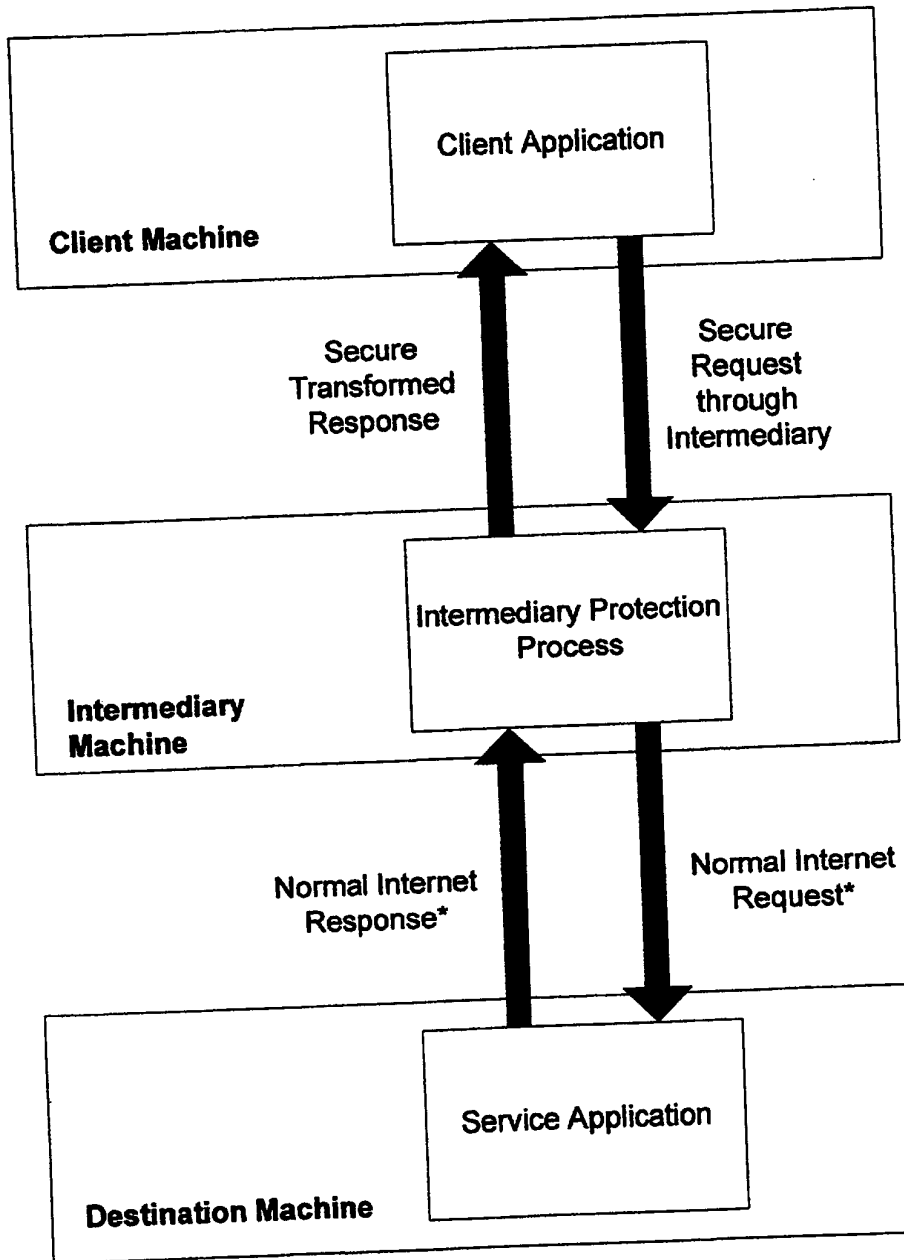 Client Application
Client Machine
Secure
Transformed
Response
Secure
Request
through
Intermediary
Intermediary Protection
Process
Intermediary
Machine
Normal Internet
Response*
Normal Internet
Request*
Service Application
Destination Machine